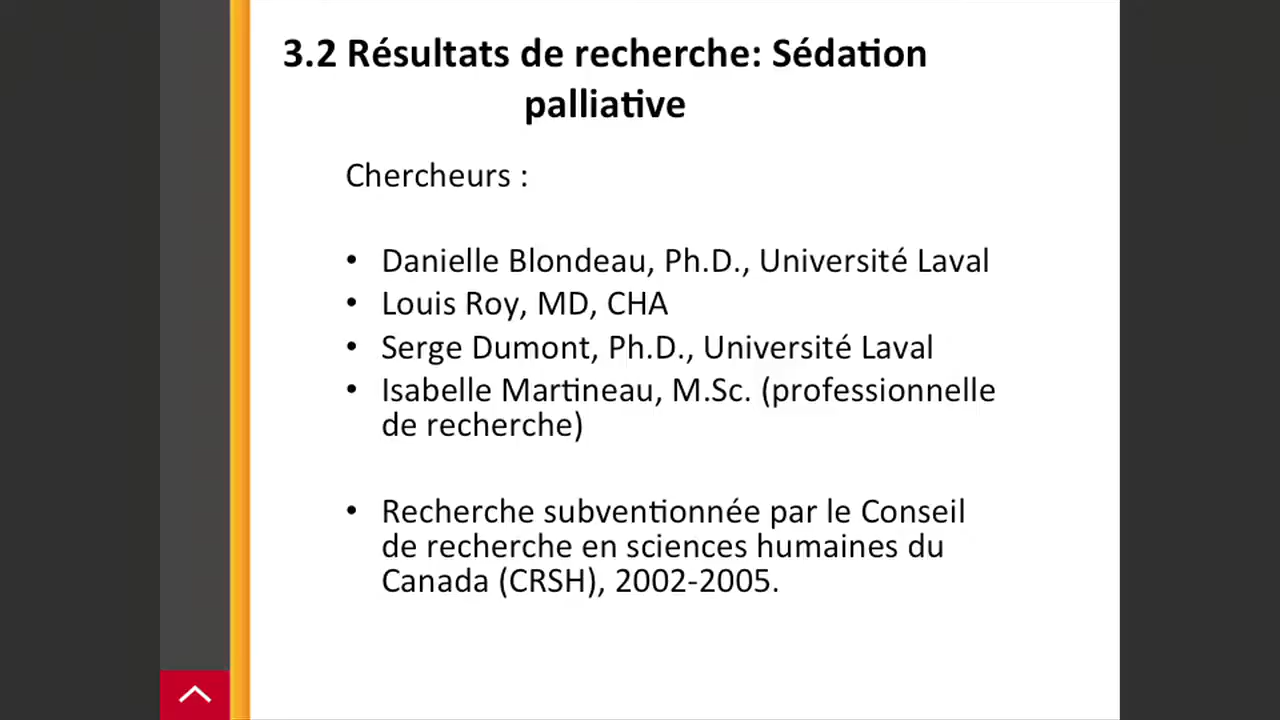 3.2 Résultats de recherche: Sédation
palliative
Chercheurs :
• Danielle Blondeau, Ph.D., Université Laval
• Louis Roy, MD, CHA
• Serge Dumont, Ph.D., Université Laval
• Isabelle Martineau, M.Sc. (professionnelle
de recherche)
• Recherche subventionnée par le Conseil
de recherche en sciences humaines du
Canada (CRSH), 2002-2005.